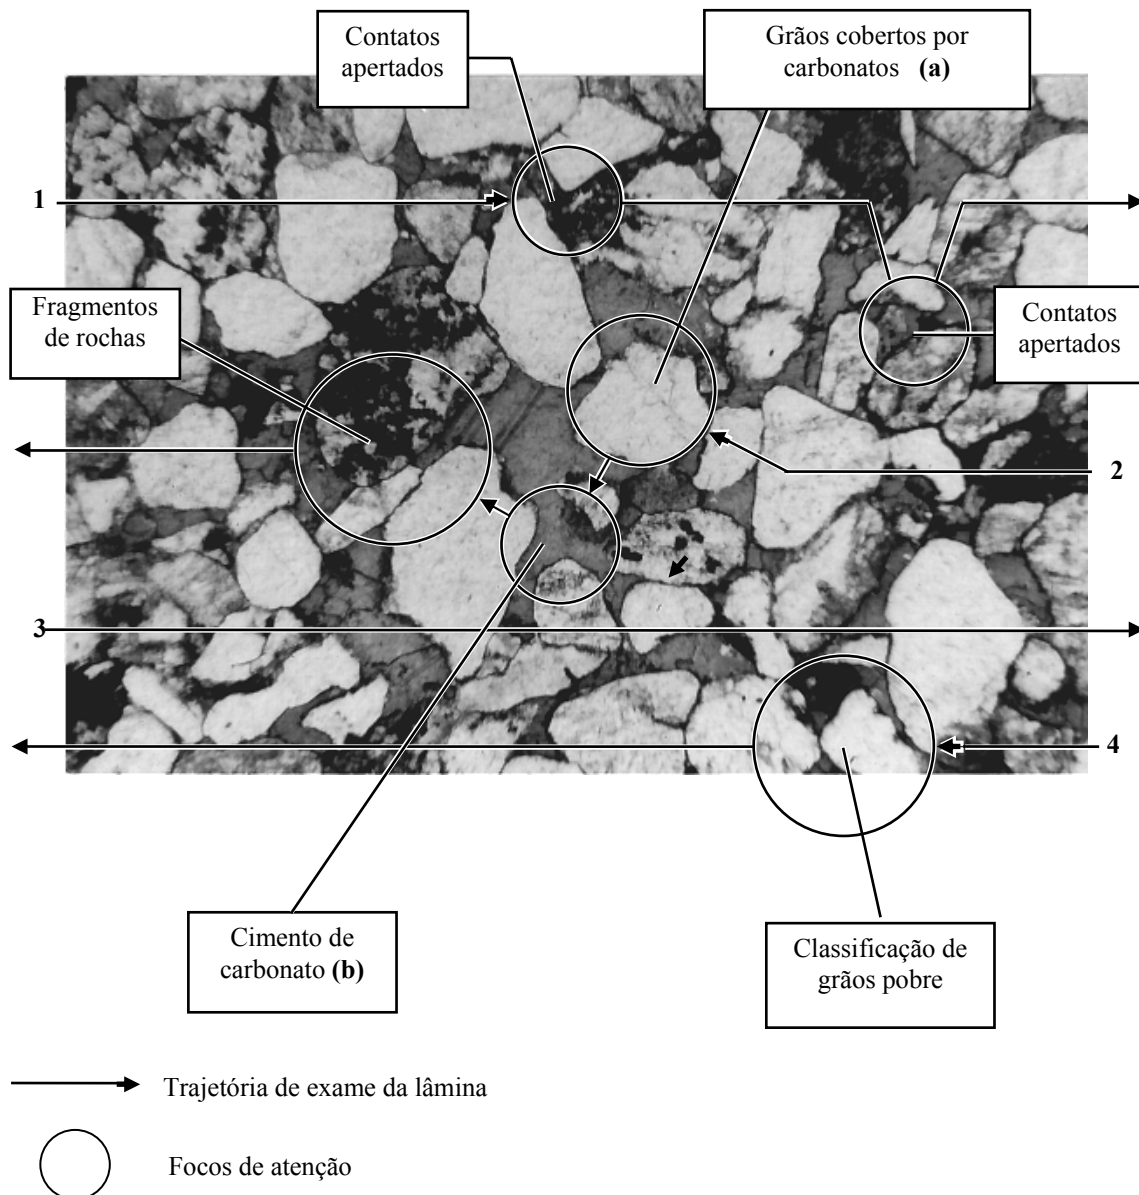 Contatos
apertados
Grãos cobertos por
carbonatos (a)
1
Fragmentos
de rochas
Contatos
apertados
2
3
4
Cimento de
carbonato (b)
Classificação de
grãos pobre
Trajetória de exame da lâmina
Focos de atenção